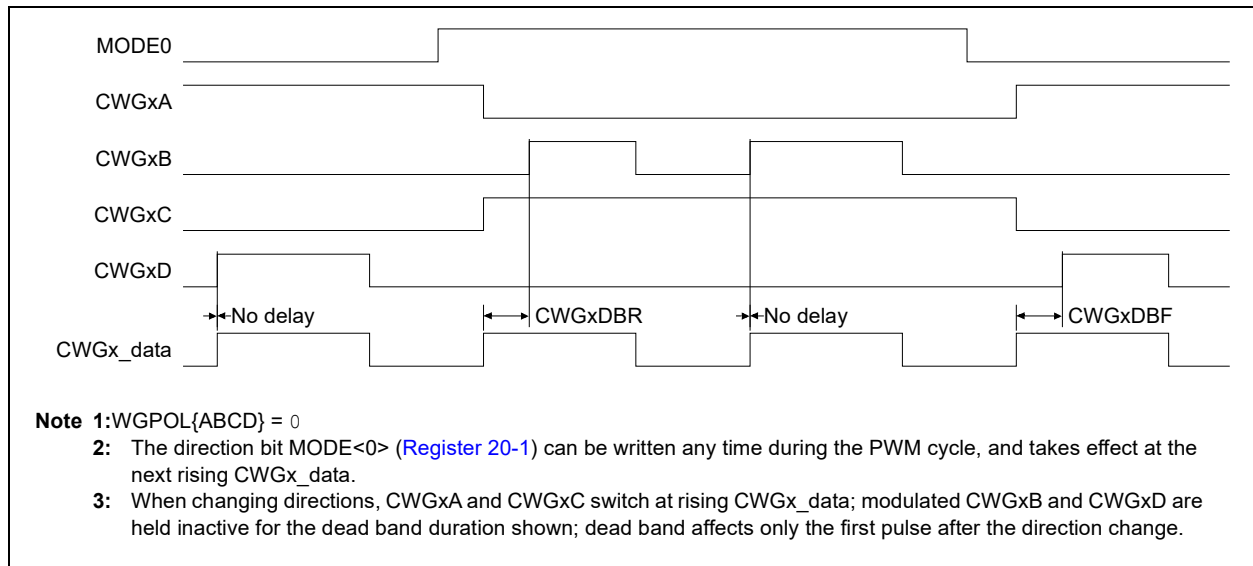 MODE0
CWGxA
CWGxB
CWGxC
CWGxD
No delay CWGxDBR No delay CWGxDBF
CWGx_data
Note 1:WGPOL{ABCD} = 0
2: The direction bit MODE<0> (Register 20-1) can be written any time during the PWM cycle, and takes effect at the
next rising CWGx_data.
3: When changing directions, CWGxA and CWGxC switch at rising CWGx_data; modulated CWGxB and CWGxD are
held inactive for the dead band duration shown; dead band affects only the first pulse after the direction change.